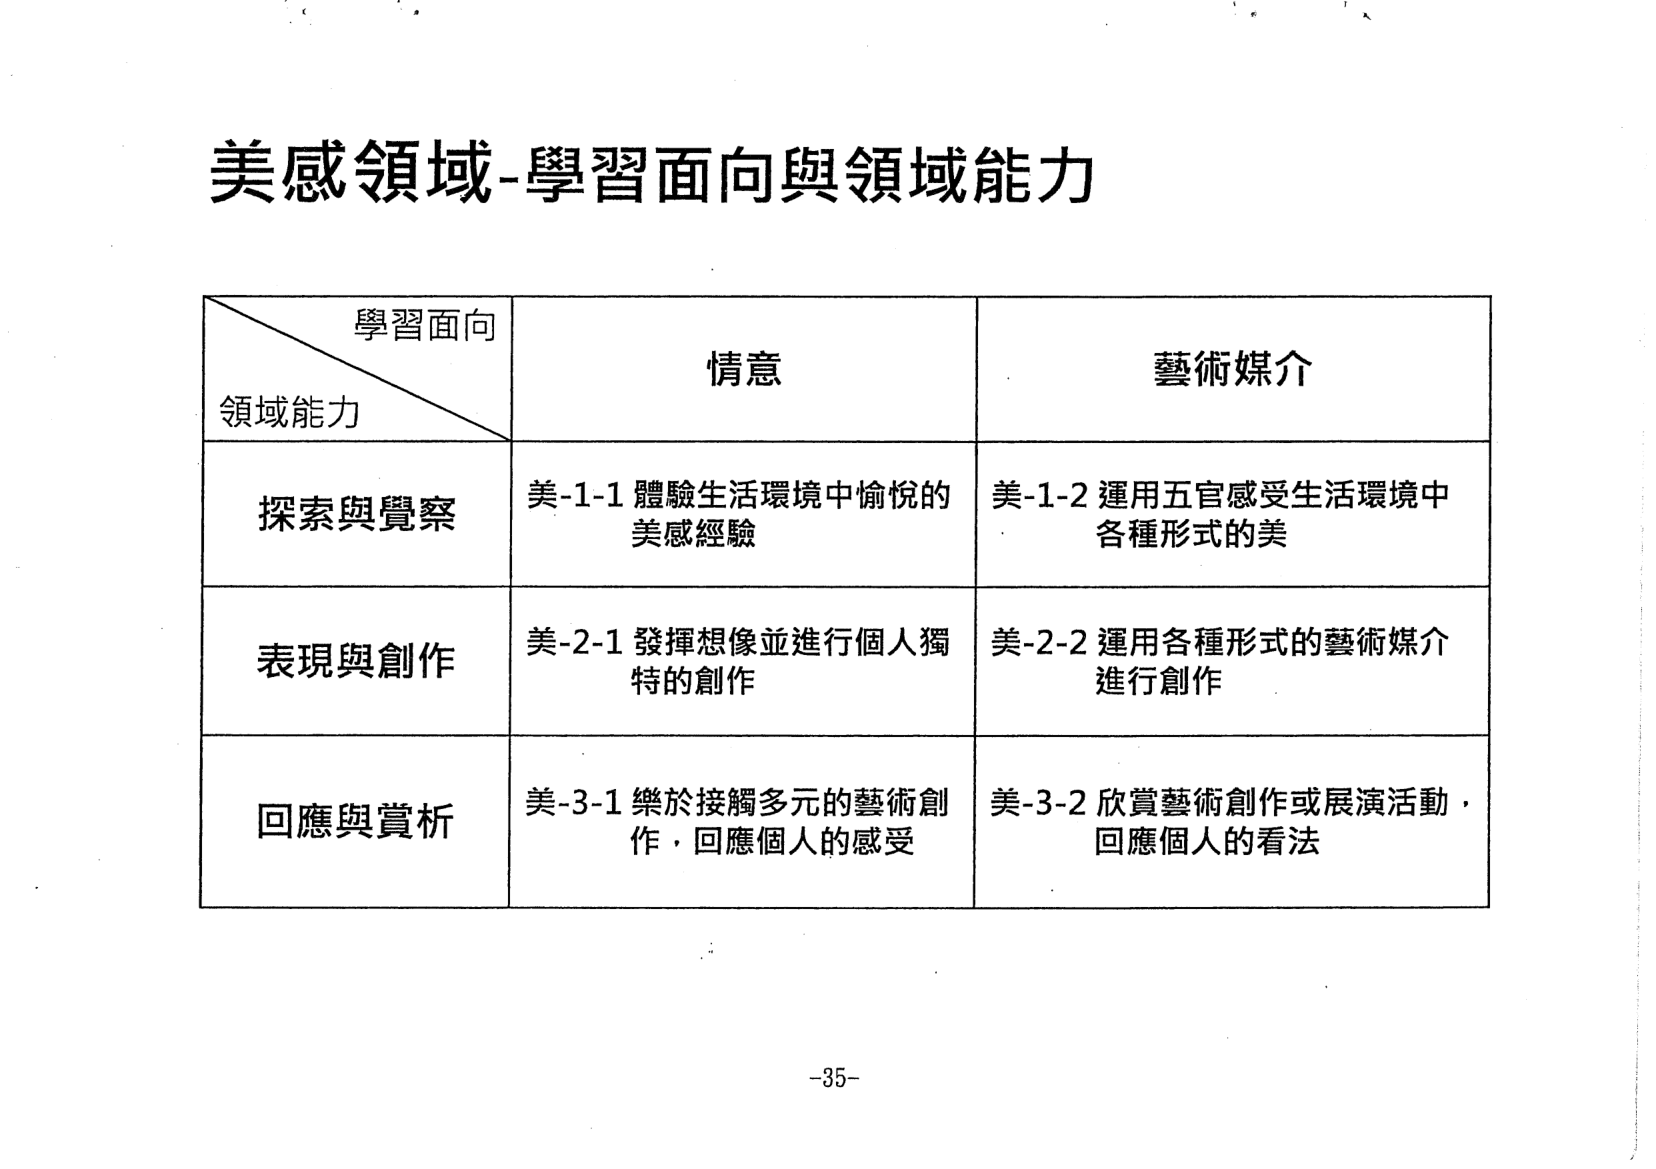 美感領域-學習面向與領域能力
學習面向
領域能力
情意
藝術媒介
探索與覺察
美-1-1 體驗生活環境中愉悅的
美感經驗
美-1-2 運用五官感受生活環境中
各種形式的美
表現與創作
美-2-1 發揮想像並進行個人獨
特的創作
美-2-2 運用各種形式的藝術媒介
進行創作
回應與賞析
美-3-1 樂於接觸多元的藝術創
作，回應個人的感受
美-3-2 欣賞藝術創作或展演活動，
回應個人的看法
-35-